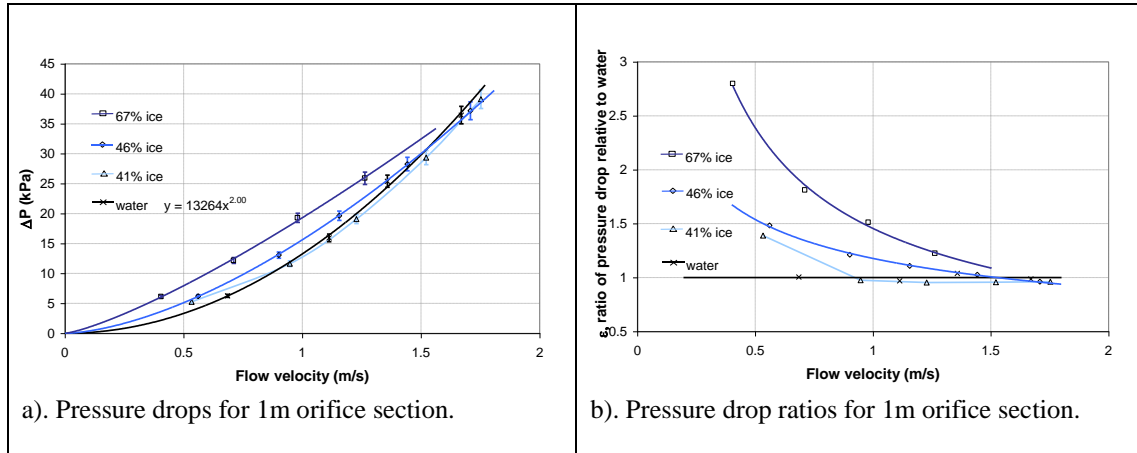 45
40
35
30
25
20
15
10
5
0
ΔP (kPa)
67% ice
46% ice
41% ice
water y = 13264x^2.00
0 0.5 1 1.5 2
Flow velocity (m/s)
a). Pressure drops for 1m orifice section.
3
2.5
2
1.5
1
0.5
ε, ratio of pressure drop relative to water
67% ice
46% ice
41% ice
water
0 0.5 1 1.5 2
Flow velocity (m/s)
b). Pressure drop ratios for 1m orifice section.